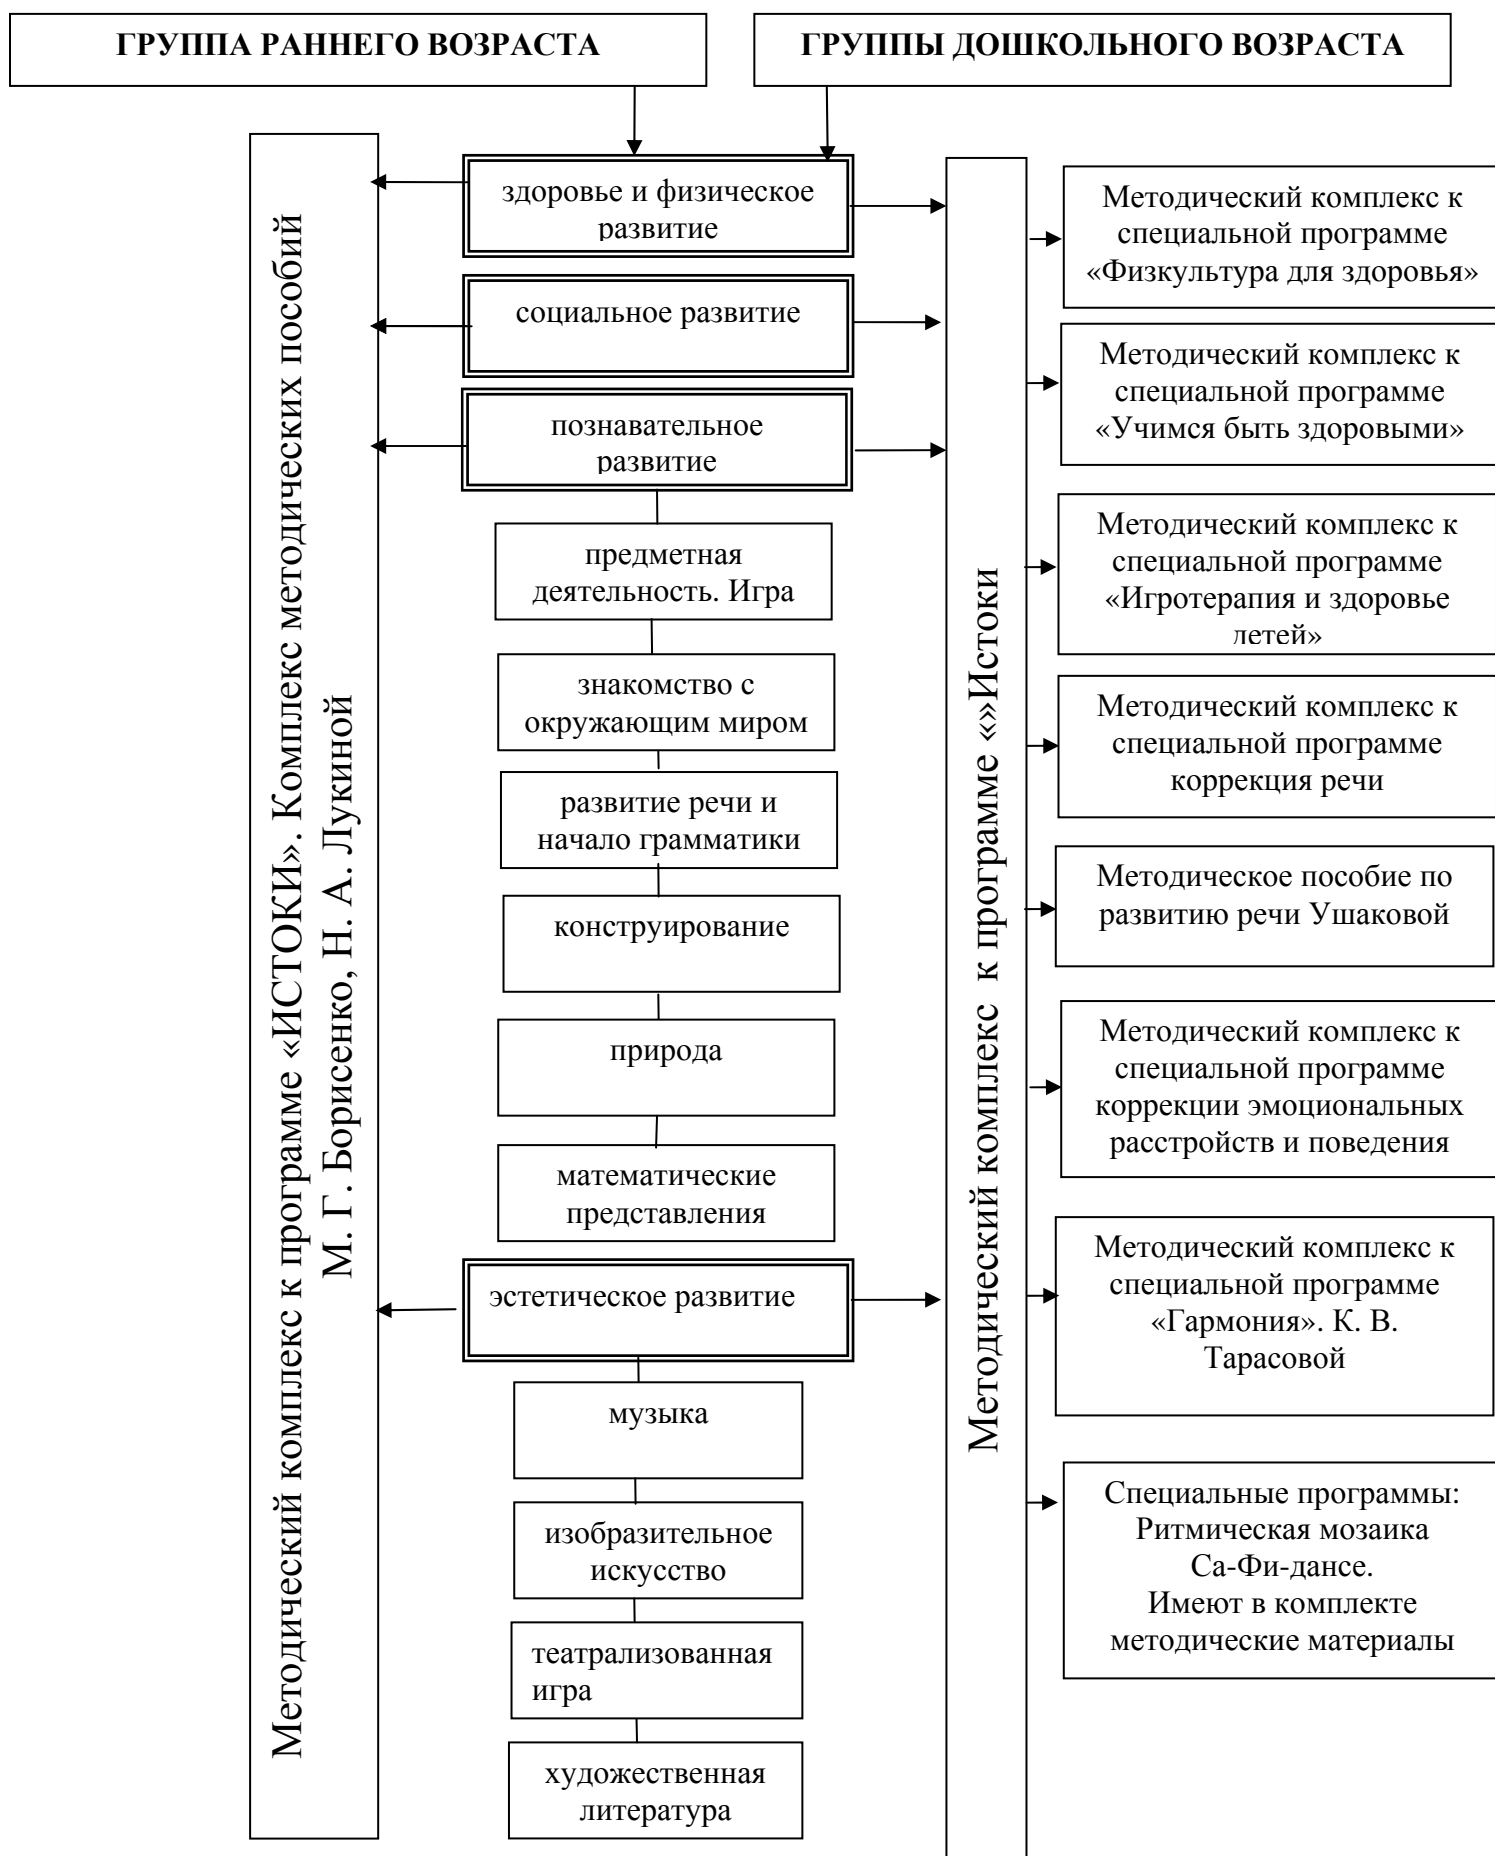 ГРУППА РАННЕГО ВОЗРАСТА
ГРУППЫ ДОШКОЛЬНОГО ВОЗРАСТА
Методический комплекс к программе «ИСТОКИ». Комплекс методических пособий
М. Г. Борисенко, Н. А. Лукиной
здоровье и физическое
развитие
социальное развитие
познавательное
развитие
предметная
деятельность. Игра
знакомство с
окружающим миром
развитие речи и
начало грамматики
конструирование
природа
математические
представления
эстетическое развитие
музыка
изобразительное
искусство
театрализованная
игра
художественная
литература
Методический комплекс к программе «»Истоки
Методический комплекс к
специальной программе
«Физкультура для здоровья»
Методический комплекс к
специальной программе
«Учимся быть здоровыми»
Методический комплекс к
специальной программе
«Игротерапия и здоровье
детей»
Методический комплекс к
специальной программе
коррекция речи
Методическое пособие по
развитию речи Ушаковой
Методический комплекс к
специальной программе
коррекции эмоциональных
расстройств и поведения
Методический комплекс к
специальной программе
«Гармония». К. В.
Тарасовой
Специальные программы:
Ритмическая мозаика
Са-Фи-дансе.
Имеют в комплекте
методические материалы